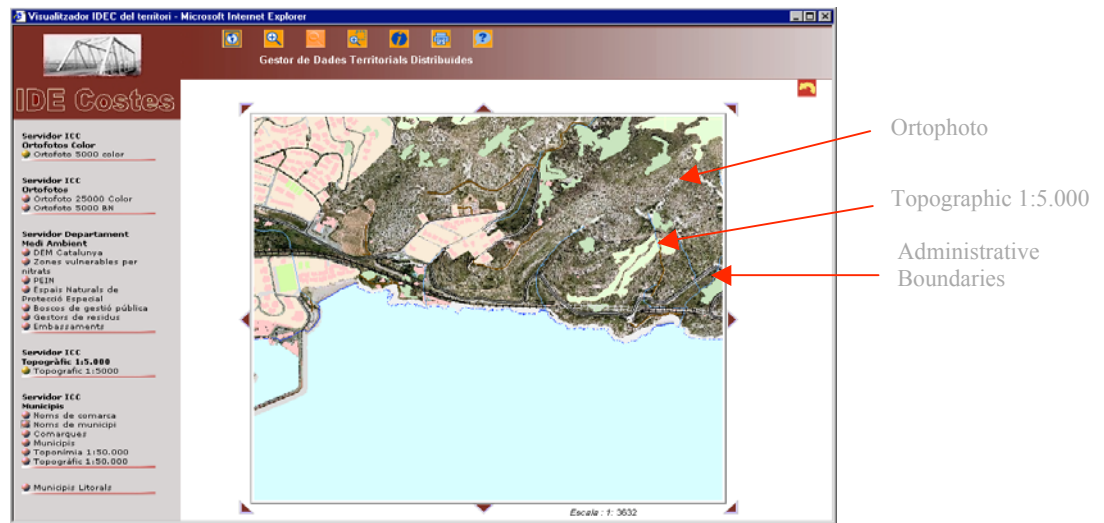 Visualitzador IDEC del territori - Microsoft Internet Explorer
Gestor de Dades Territorials Distribuïdes
IDE Costes
Servidor ICC
Ortofotos Color
Ortofoto 5000 color
Servidor ICC
Ortofotos
Ortofoto 25000 Color
Ortofoto 5000 BN
Servidor Departament
Medi Ambient
DEM Catalunya
Zones vulnerables per
nitrats
PEIN
Espais Naturals de
Protecció Especial
Boscos de gestió pública
Gestors de residus
Embassaments
Servidor ICC
Topogràfic 1:5.000
Topografic 1:5000
Servidor ICC
Municipis
Noms de comarca
Noms de municipi
Comarques
Municipis
Toponímia 1:50.000
Topogràfic 1:50.000
Municipis Litorals
Escala : 1: 3632
Ortophoto
Topographic 1:5.000
Administrative
Boundaries